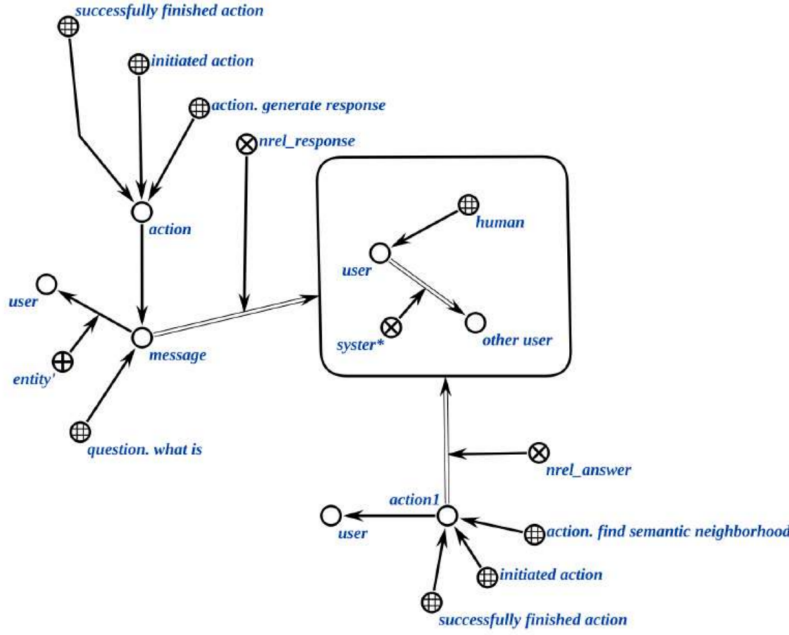 successfully finished action
initiated action
action. generate response
nrel_response
human
action
user
user
syster*
other user
message
entity'
question. what is
nrel_answer
action1
user
action. find semantic neighborhood
initiated action
successfully finished action